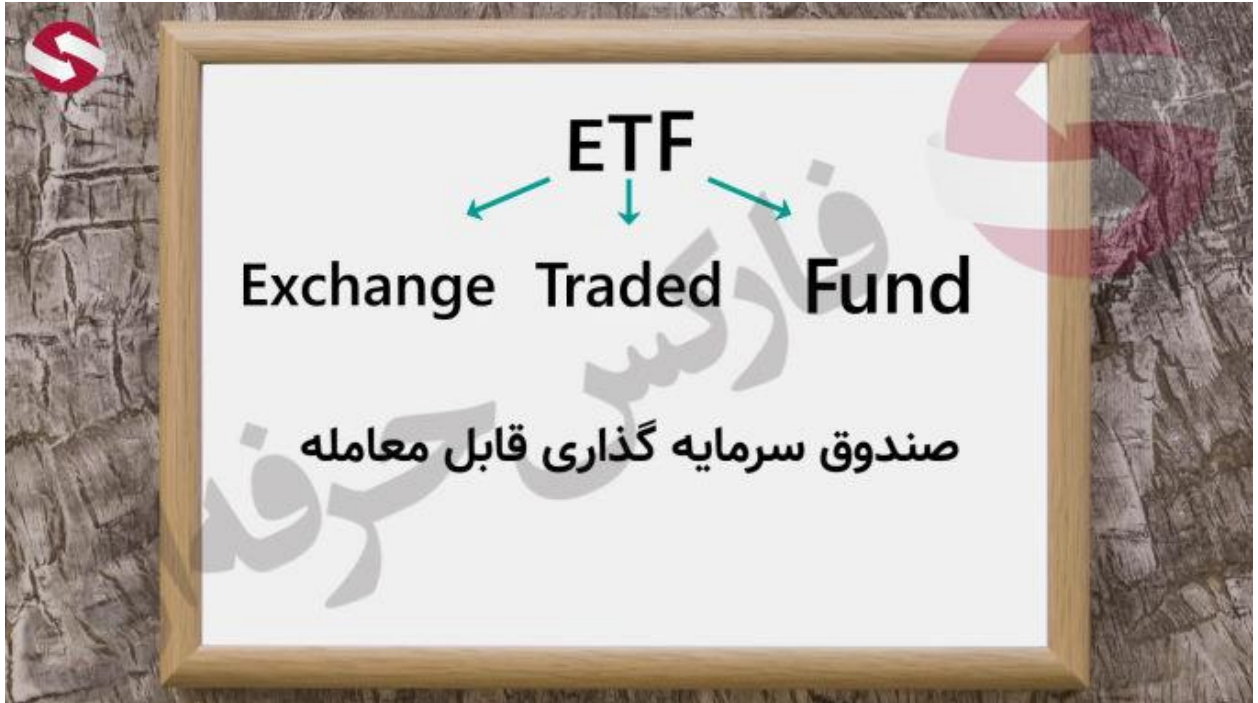 ETF
Exchange Traded Fund
صندوق سرمایه گذاری قابل معامله
فارکس حرفه